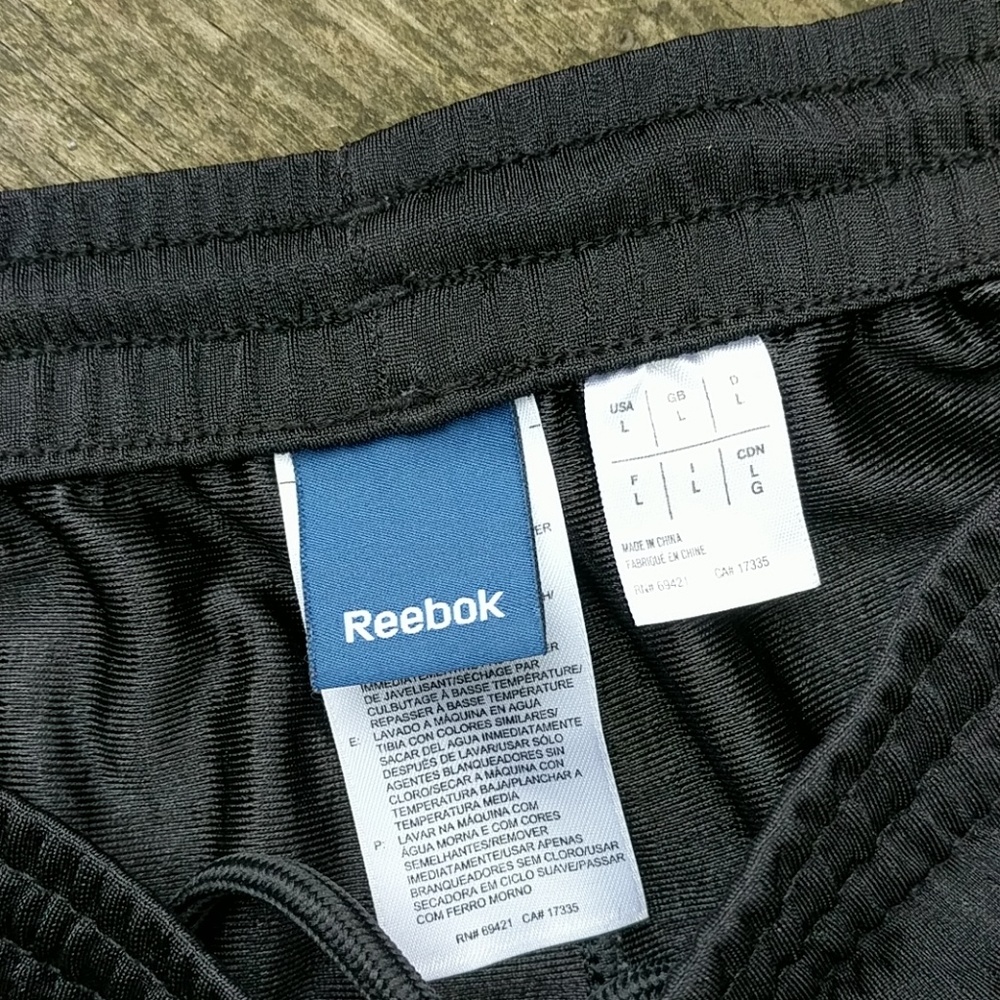 Reebok
ER
H/
ER
IMMÉDIATEMENT
DE JAVELISANT/SÉCHAGE PAR
CULBUTAGE À BASSE TEMPÉRATURE/
REPASSER À BASSE TEMPÉRATURE
E: LAVADO A MÁQUINA EN AGUA
TIBIA CON COLORES SIMILARES/
SACAR DEL AGUA INMEDIATAMENTE
DESPUÉS DE LAVAR/USAR SÓLO
AGENTES BLANQUEADORES SIN
CLORO/SECAR A MÁQUINA CON
TEMPERATURA BAJA/PLANCHAR A
TEMPERATURA MEDIA
P: LAVAR NA MÁQUINA COM
ÁGUA MORNA E COM CORES
SEMELHANTES/REMOVER
IMEDIATAMENTE/USAR APENAS
BRANQUEADORES SEM CLORO/USAR
SECADORA EM CICLO SUAVE/PASSAR
COM FERRO MORNO
RN# 69421 CA# 17335
USA GB D
L L L
F I CDN
L L L
G
MADE IN CHINA
FABRIQUÉ EN CHINE
RN# 69421 CA# 17335